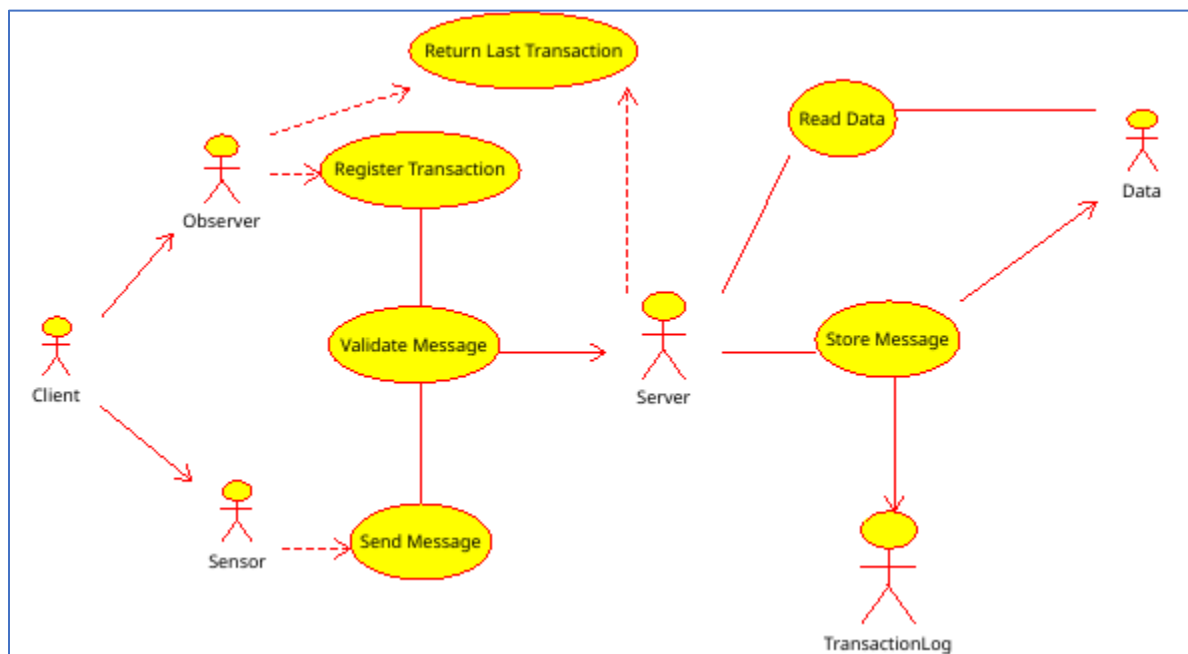 Return Last Transaction
Read Data
Register Transaction
Data
Observer
Validate Message
Store Message
Client
Server
Send Message
Sensor
TransactionLog